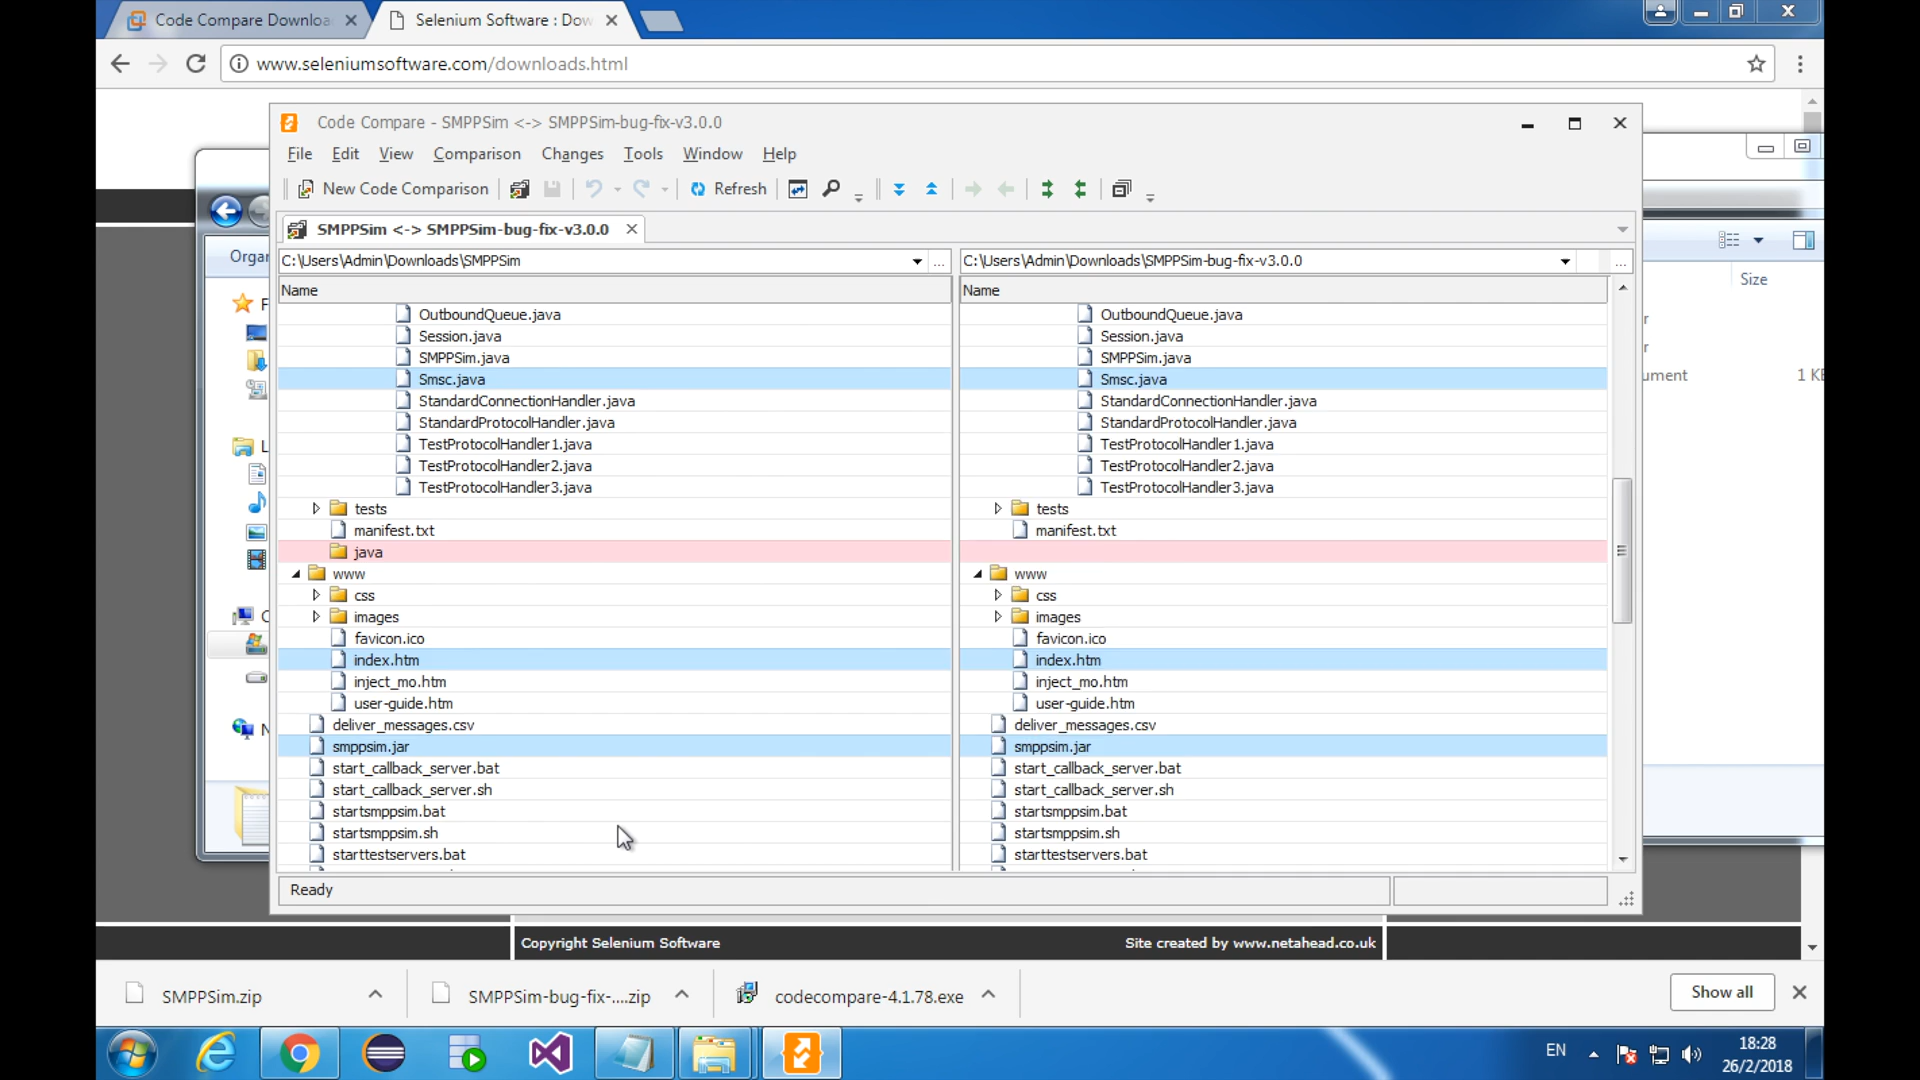 Code Compare Downloa
Selenium Software : Dow
www.seleniumsoftware.com/downloads.html
Code Compare - SMPPSim <-> SMPPSim-bug-fix-v3.0.0
File Edit View Comparison Changes Tools Window Help
New Code Comparison Refresh
SMPPSim <-> SMPPSim-bug-fix-v3.0.0
Orgar
C:\Users\Admin\Downloads\SMPPSim ...
C:\Users\Admin\Downloads\SMPPSim-bug-fix-v3.0.0 ...
Name Name
Size
OutboundQueue.java OutboundQueue.java
Session.java Session.java
SMPPSim.java SMPPSim.java
Smsc.java Smsc.java
ument 1 KE
StandardConnectionHandler.java StandardConnectionHandler.java
StandardProtocolHandler.java StandardProtocolHandler.java
TestProtocolHandler1.java TestProtocolHandler1.java
TestProtocolHandler2.java TestProtocolHandler2.java
TestProtocolHandler3.java TestProtocolHandler3.java
tests tests
manifest.txt manifest.txt
java
www www
css css
images images
favicon.ico favicon.ico
index.htm index.htm
inject_mo.htm inject_mo.htm
user-guide.htm user-guide.htm
deliver_messages.csv deliver_messages.csv
smppsim.jar smppsim.jar
start_callback_server.bat start_callback_server.bat
start_callback_server.sh start_callback_server.sh
startsmppsim.bat startsmppsim.bat
startsmppsim.sh startsmppsim.sh
starttestservers.bat starttestservers.bat
Ready
Copyright Selenium Software Site created by www.netahead.co.uk
SMPPSim.zip SMPPSim-bug-fix-....zip codecompare-4.1.78.exe Show all
EN 18:28
26/2/2018